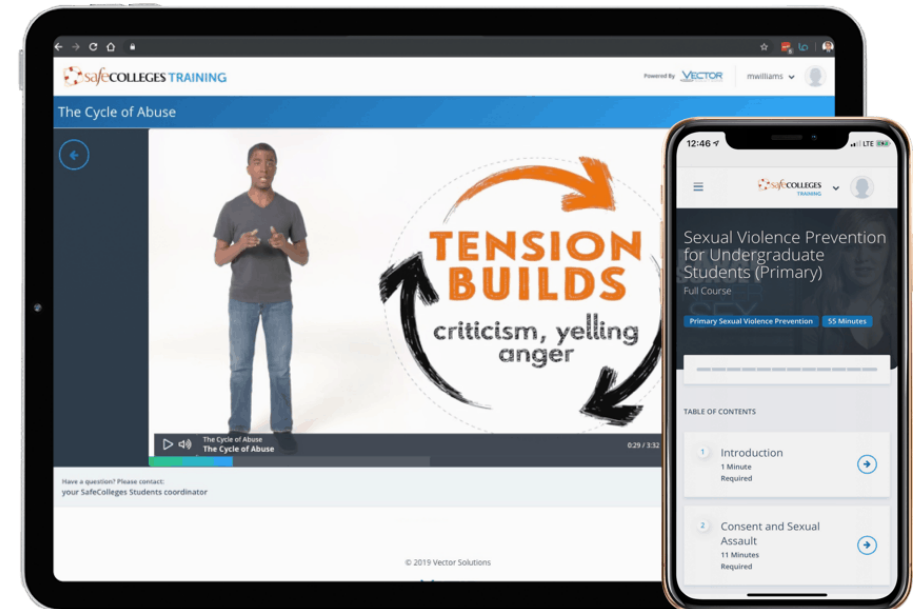 safeCOLLEGES TRAINING
Powered By VECTOR
mwilliams
The Cycle of Abuse
TENSION
BUILDS
criticism, yelling
anger
The Cycle of Abuse
The Cycle of Abuse
0:29 / 3:32
Have a question? Please contact:
your SafeColleges Students coordinator
© 2019 Vector Solutions
12:46
LTE
safeCOLLEGES
TRAINING
Sexual Violence Prevention
for Undergraduate
Students (Primary)
Full Course
Primary Sexual Violence Prevention
55 Minutes
TABLE OF CONTENTS
1
Introduction
1 Minute
Required
2
Consent and Sexual
Assault
11 Minutes
Required